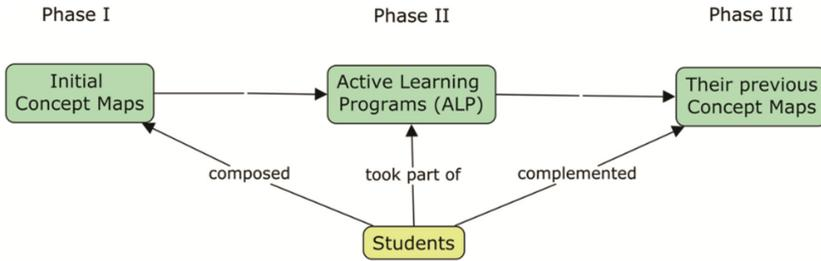 Phase I
Phase II
Phase III
Initial
Concept Maps
Active Learning
Programs (ALP)
Their previous
Concept Maps
composed
took part of
complemented
Students